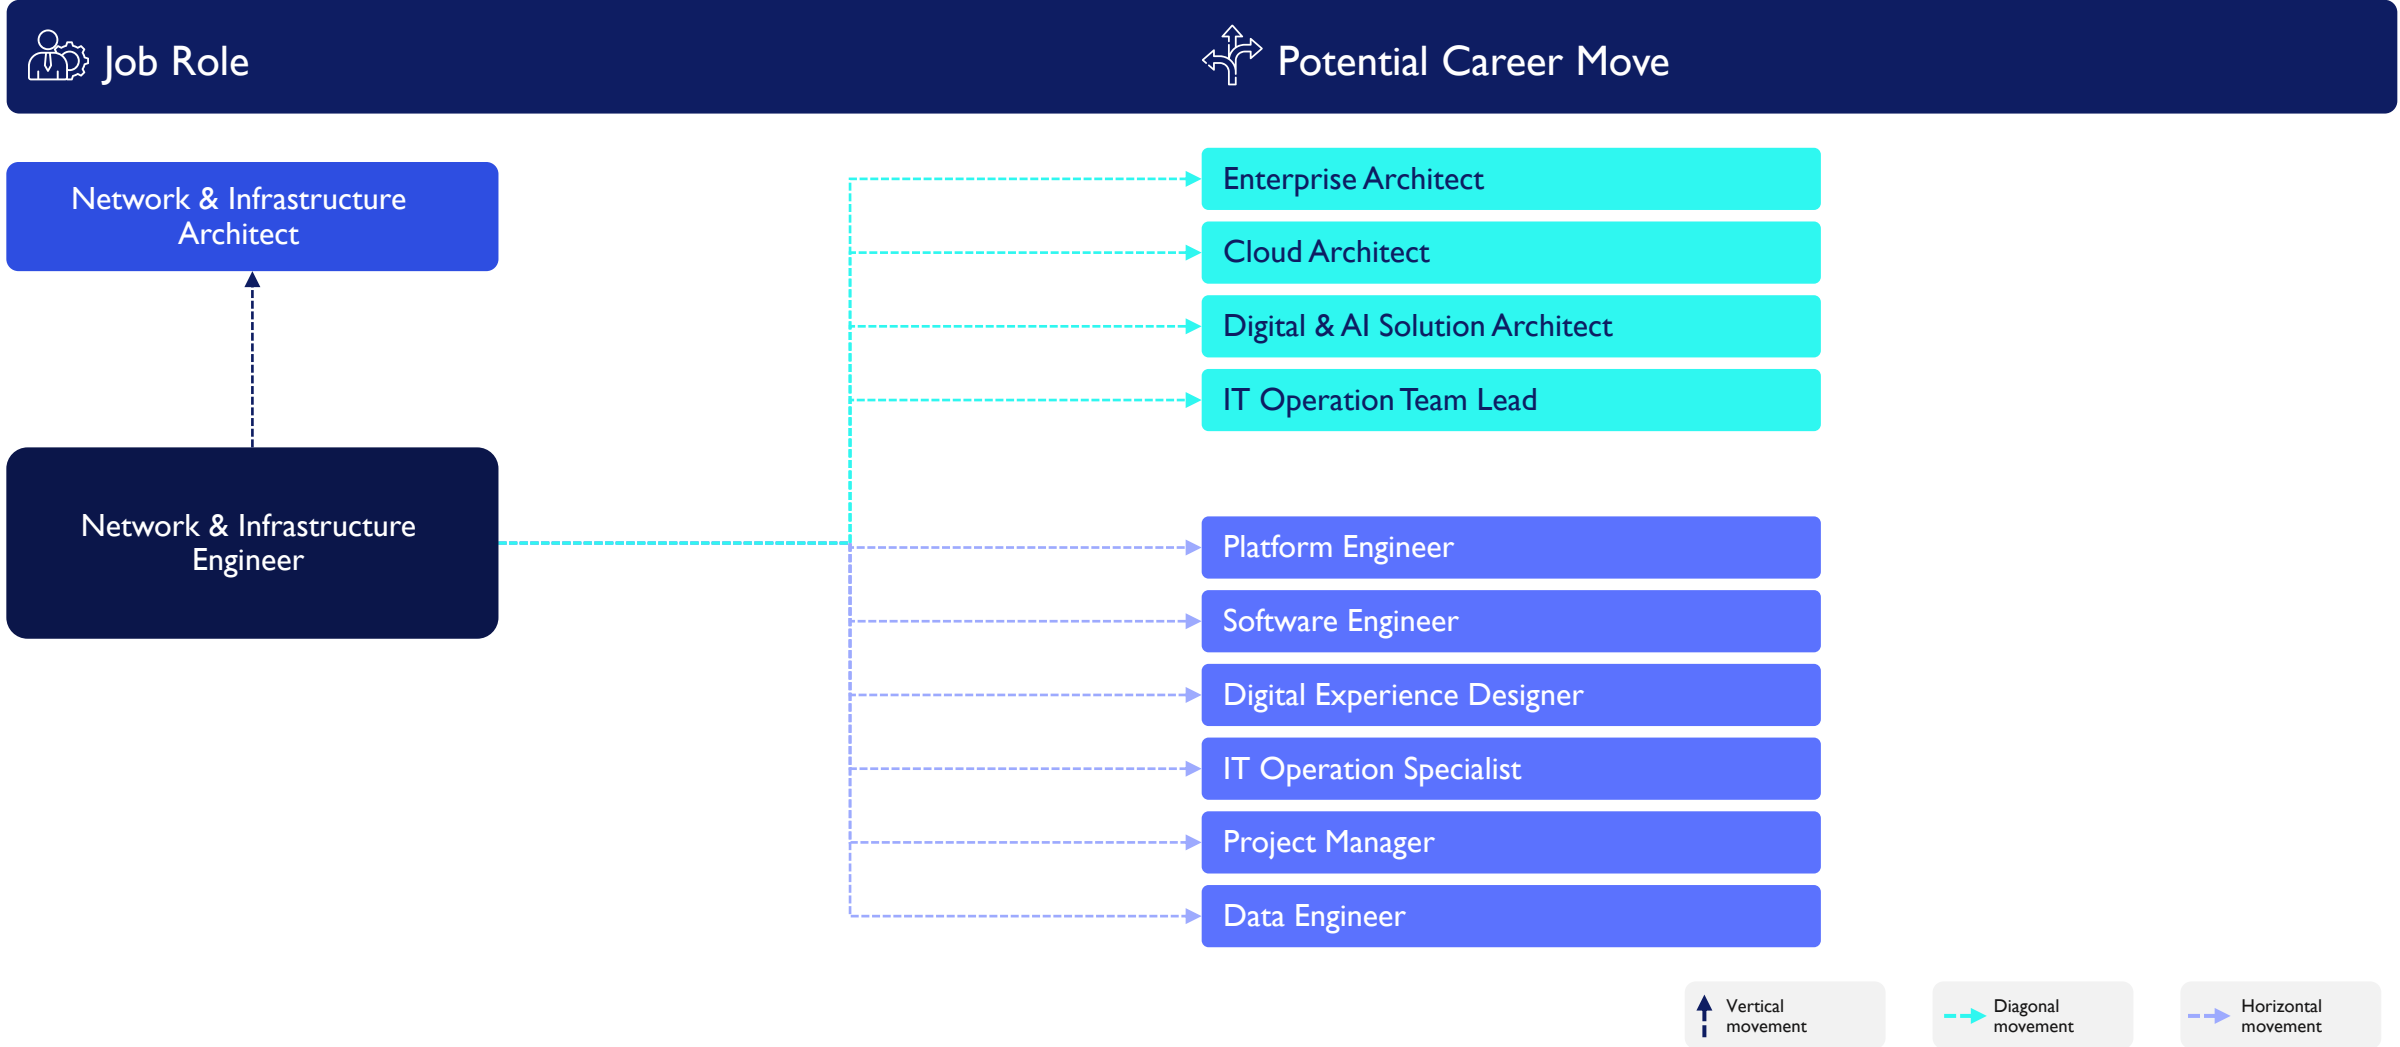 Job Role
Potential Career Move
Network & Infrastructure
Architect
Network & Infrastructure
Engineer
Enterprise Architect
Cloud Architect
Digital & AI Solution Architect
IT Operation Team Lead
Platform Engineer
Software Engineer
Digital Experience Designer
IT Operation Specialist
Project Manager
Data Engineer
Vertical
movement
Diagonal
movement
Horizontal
movement